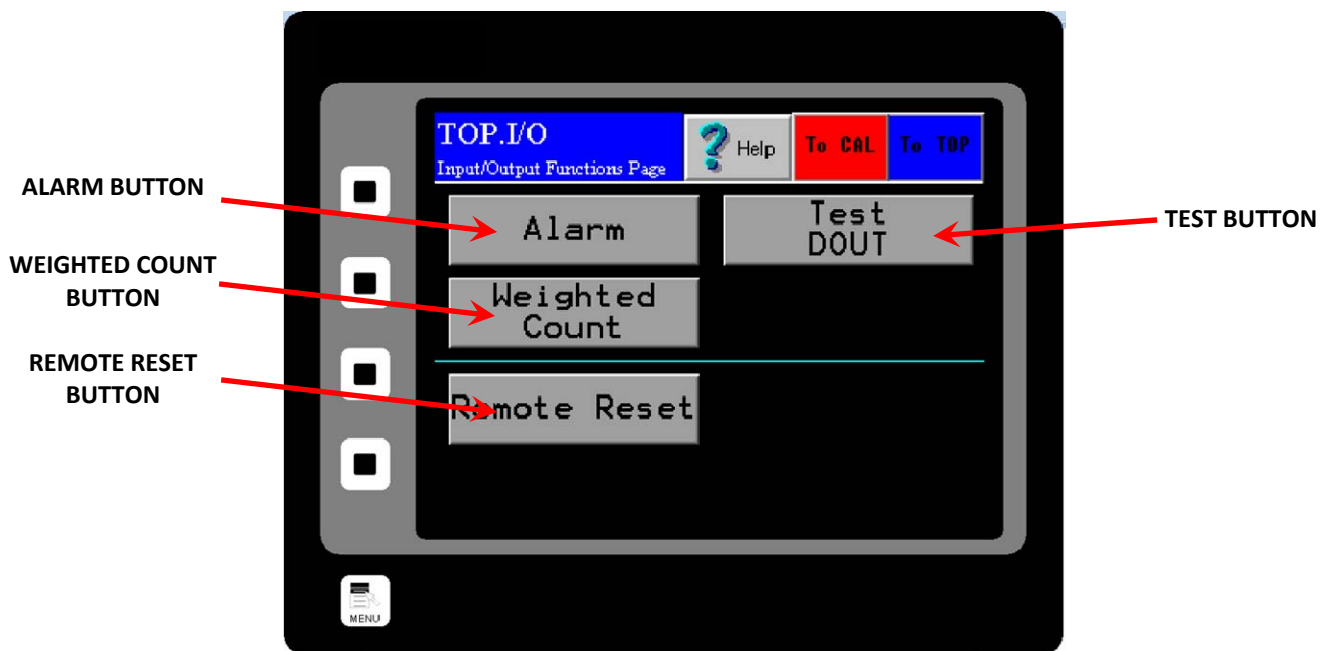 TOP.I/O
Input/Output Functions Page
Help
To CAL
To TOP
ALARM BUTTON
Alarm
Test
DOUT
TEST BUTTON
WEIGHTED COUNT
BUTTON
Weighted
Count
REMOTE RESET
BUTTON
Remote Reset
MENU